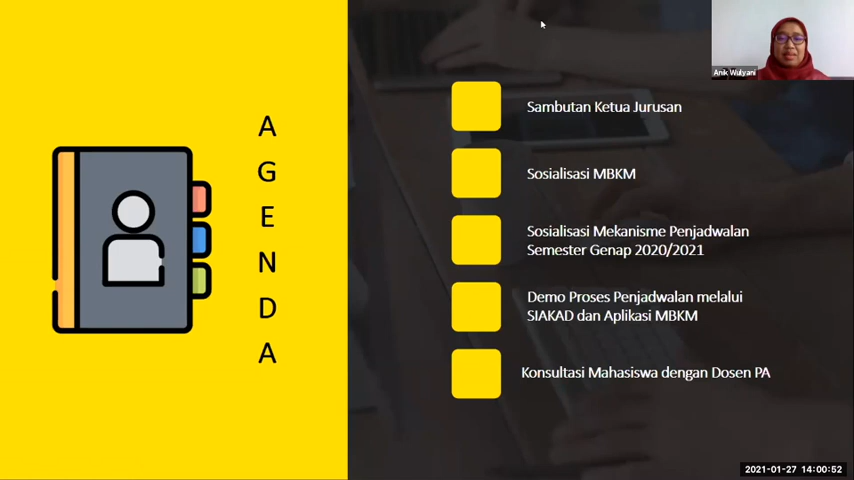 A
G
E
N
D
A
Sambutan Ketua Jurusan
Sosialisasi MBKM
Sosialisasi Mekanisme Penjadwalan
Semester Genap 2020/2021
Demo Proses Penjadwalan melalui
SIAKAD dan Aplikasi MBKM
Konsultasi Mahasiswa dengan Dosen PA
Anik Wulyani
2021-01-27 14:00:52